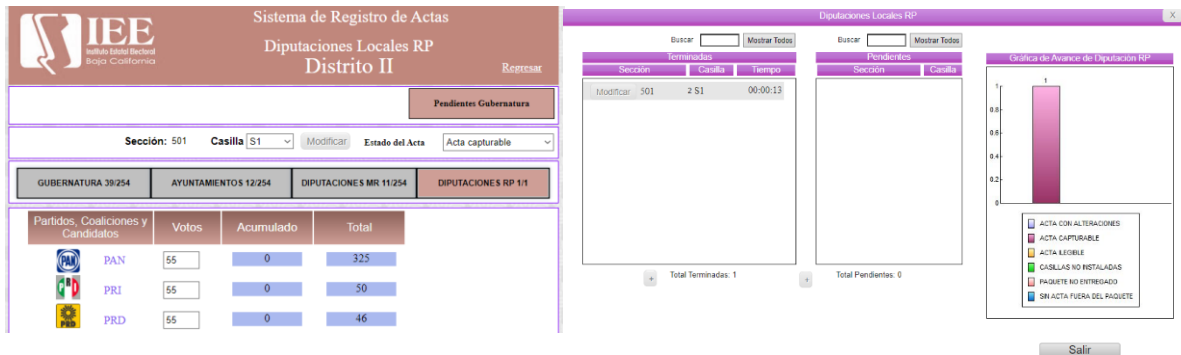 IEE
Instituto Estatal Electoral
Baja California
Sistema de Registro de Actas
Diputaciones Locales RP
Distrito II
Regresar
Pendientes Gubernatura
Sección: 501 Casilla S1 Modificar Estado del Acta Acta capturable
GUBERNATURA 39/254 AYUNTAMIENTOS 12/254 DIPUTACIONES MR 11/254 DIPUTACIONES RP 1/1
Partidos, Coaliciones y Candidatos Votos Acumulado Total
PAN PAN 55 0 325
PRI PRI 55 0 50
PRD PRD 55 0 46
Diputaciones Locales RP X
Buscar Mostrar Todos
Terminadas
Sección Casilla Tiempo
Modificar 501 2 S1 00:00:13
+ Total Terminadas: 1
Buscar Mostrar Todos
Pendientes
Sección Casilla
+ Total Pendientes: 0
Gráfica de Avance de Diputación RP
1
1
0.8
0.6
0.4
0.2
0
ACTA CON ALTERACIONES
ACTA CAPTURABLE
ACTA ILEGIBLE
CASILLAS NO INSTALADAS
PAQUETE NO ENTREGADO
SIN ACTA FUERA DEL PAQUETE
Salir